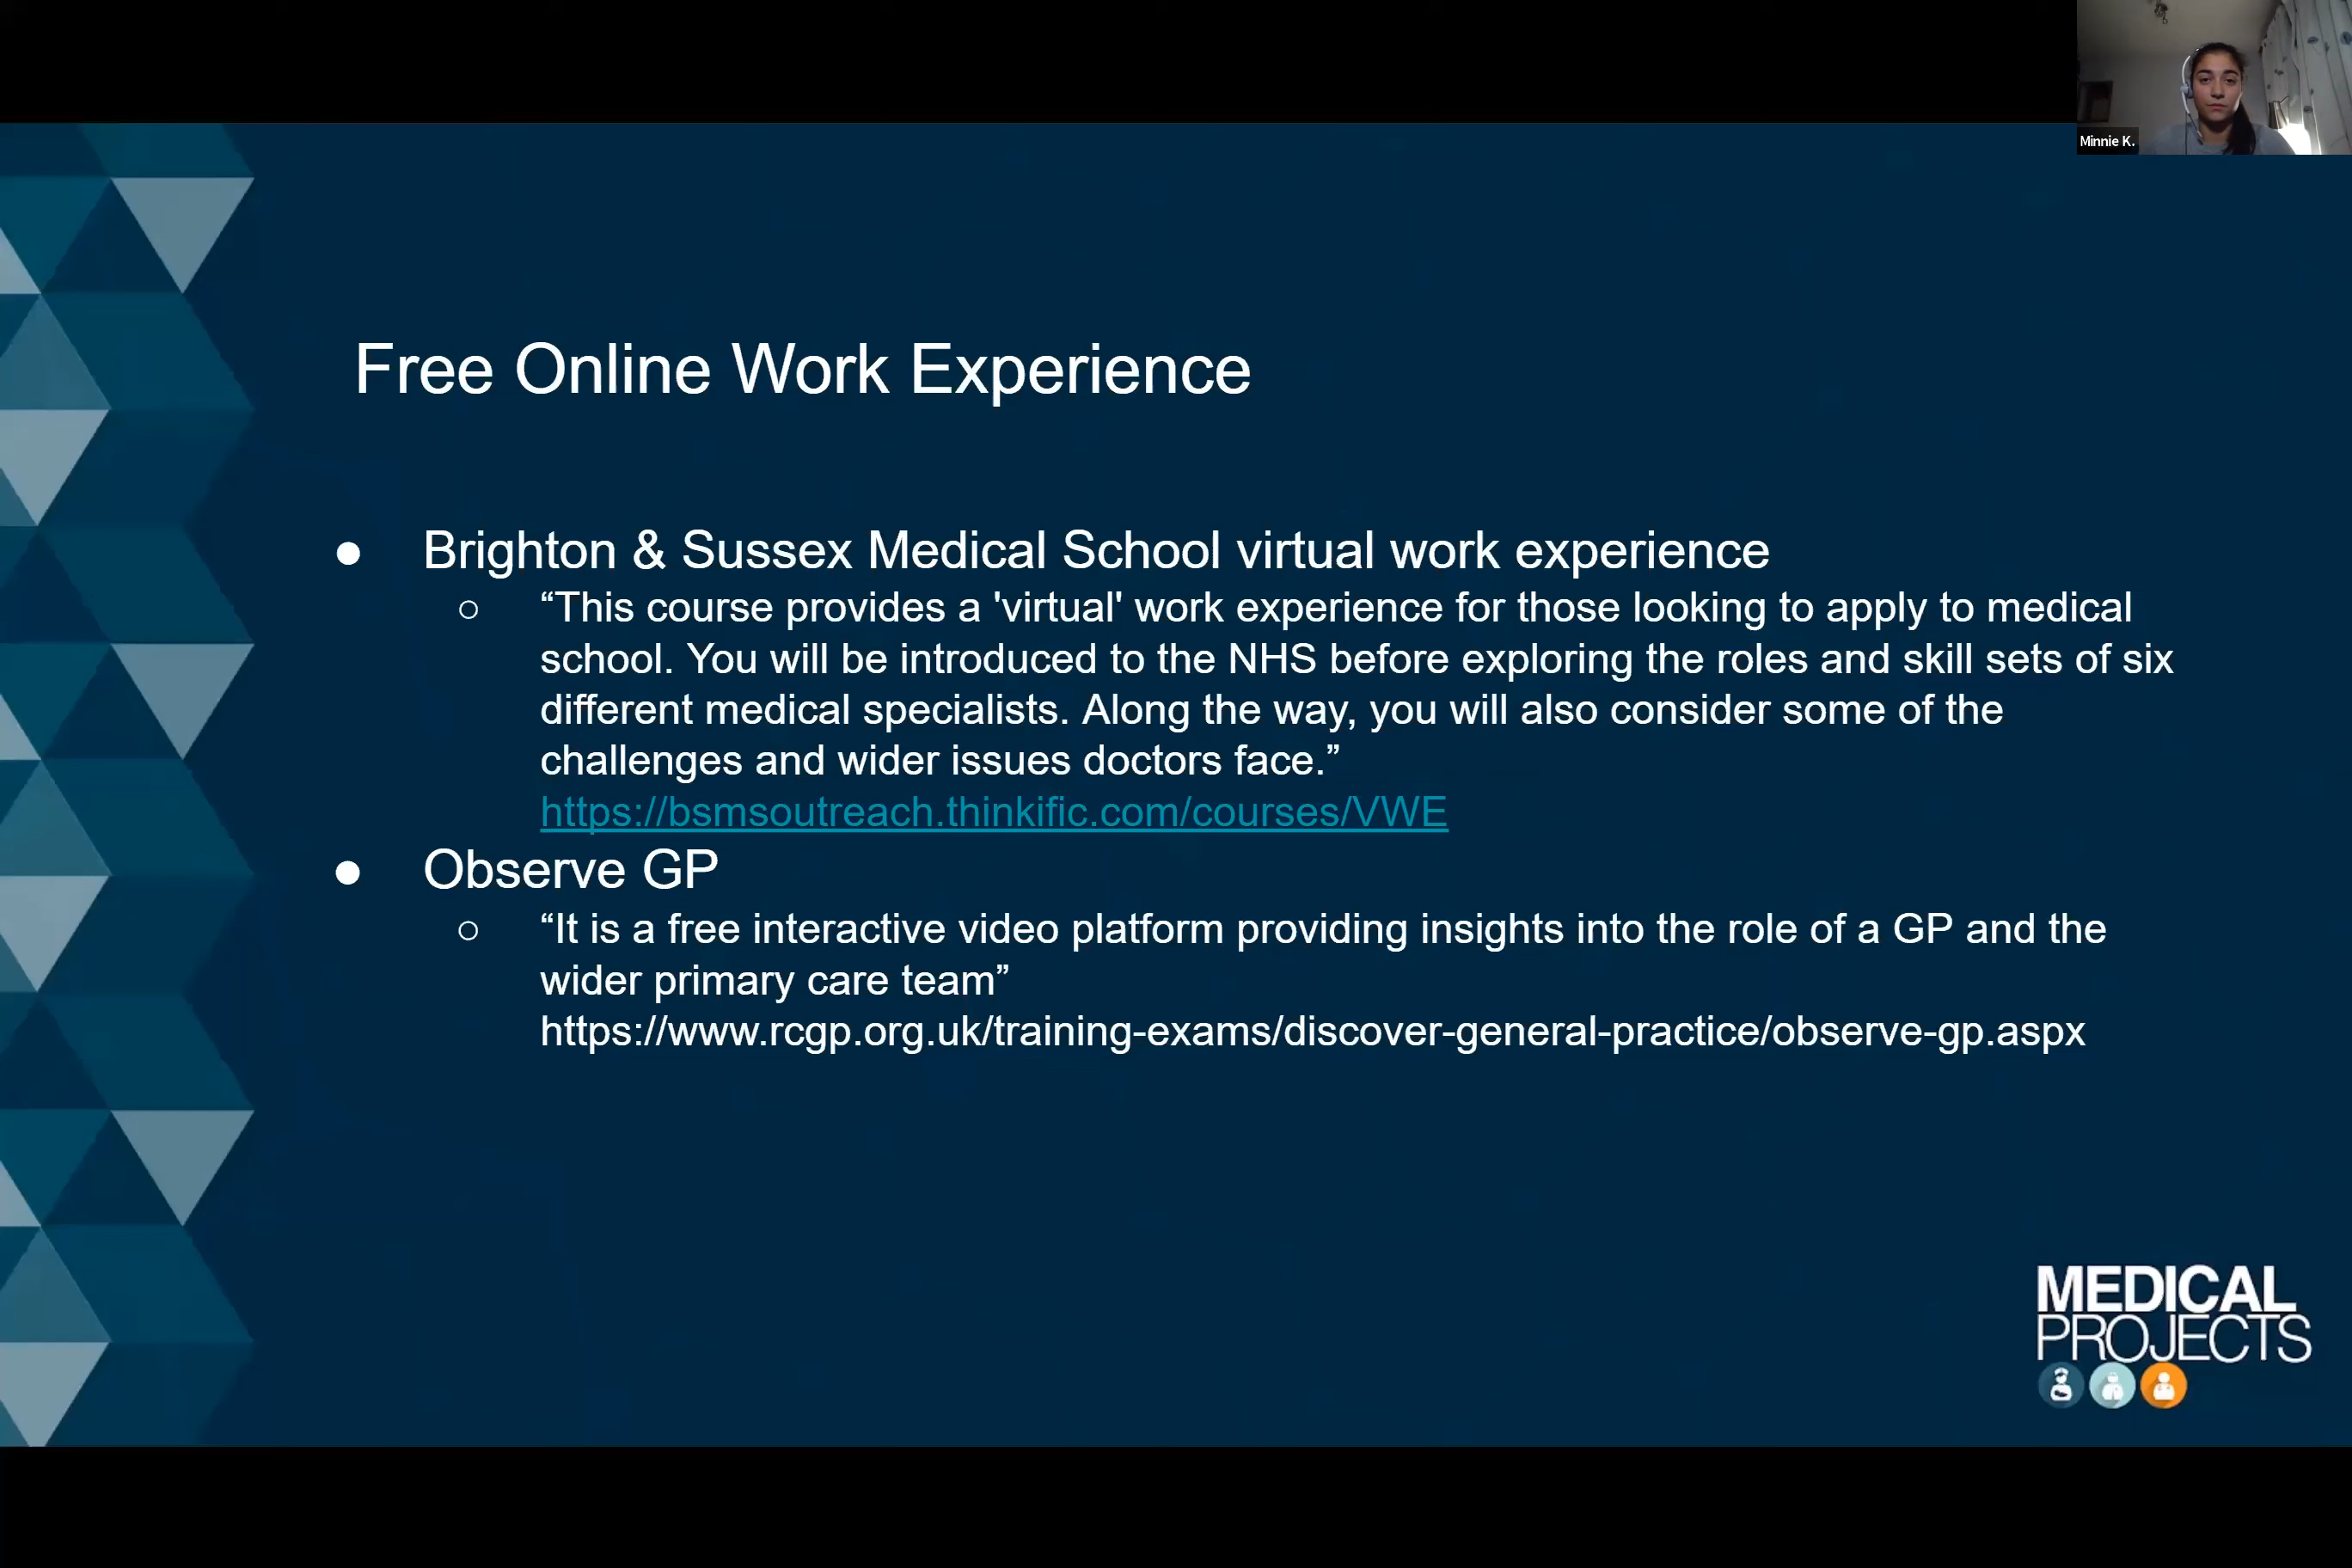 Minnie K.
Free Online Work Experience
● Brighton & Sussex Medical School virtual work experience
○ “This course provides a 'virtual' work experience for those looking to apply to medical
school. You will be introduced to the NHS before exploring the roles and skill sets of six
different medical specialists. Along the way, you will also consider some of the
challenges and wider issues doctors face.”
https://bsmsoutreach.thinkific.com/courses/VWE
● Observe GP
○ “It is a free interactive video platform providing insights into the role of a GP and the
wider primary care team”
https://www.rcgp.org.uk/training-exams/discover-general-practice/observe-gp.aspx
MEDICAL
PROJECTS